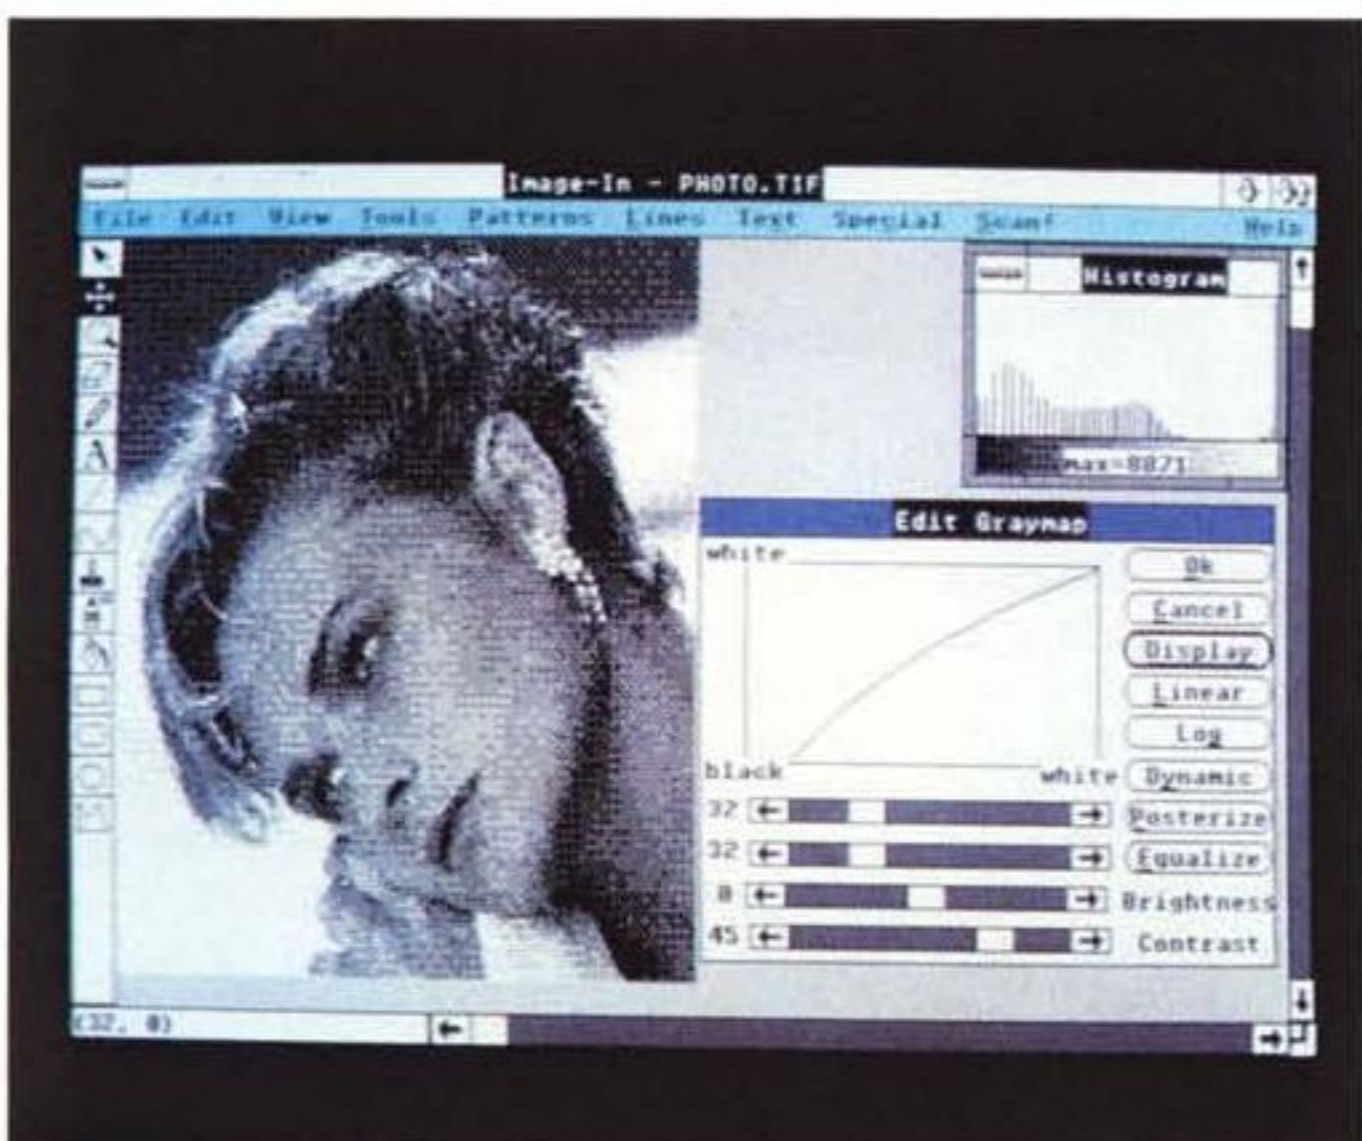 Image-In - PHOTO.TIF
File Edit View Tools Patterns Lines Text Special Scan! Help
Histogram
max=8871
Edit Graymap
white
Ok
Cancel
Display
Linear
Log
black white Dynamic
32 Posterize
32 Equalize
0 Brightness
45 Contrast
(32, 0)